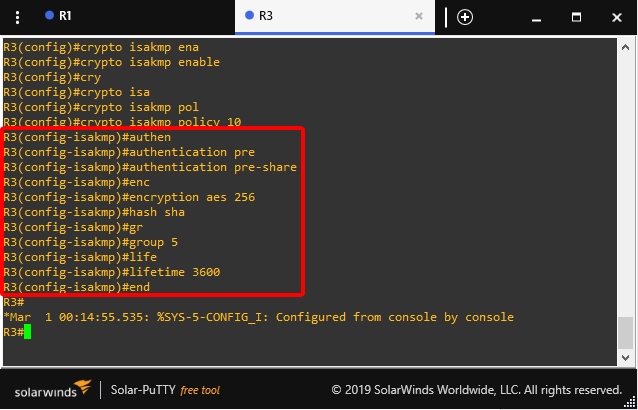 R1
R3
R3(config)#crypto isakmp ena
R3(config)#crypto isakmp enable
R3(config)#cry
R3(config)#crypto isa
R3(config)#crypto isakmp pol
R3(config)#crypto isakmp policy 10
R3(config-isakmp)#authen
R3(config-isakmp)#authentication pre
R3(config-isakmp)#authentication pre-share
R3(config-isakmp)#enc
R3(config-isakmp)#encryption aes 256
R3(config-isakmp)#hash sha
R3(config-isakmp)#gr
R3(config-isakmp)#group 5
R3(config-isakmp)#life
R3(config-isakmp)#lifetime 3600
R3(config-isakmp)#end
R3#
*Mar  1 00:14:55.535: %SYS-5-CONFIG_I: Configured from console by console
R3#
solarwinds Solar-PuTTY free tool © 2019 SolarWinds Worldwide, LLC. All rights reserved.